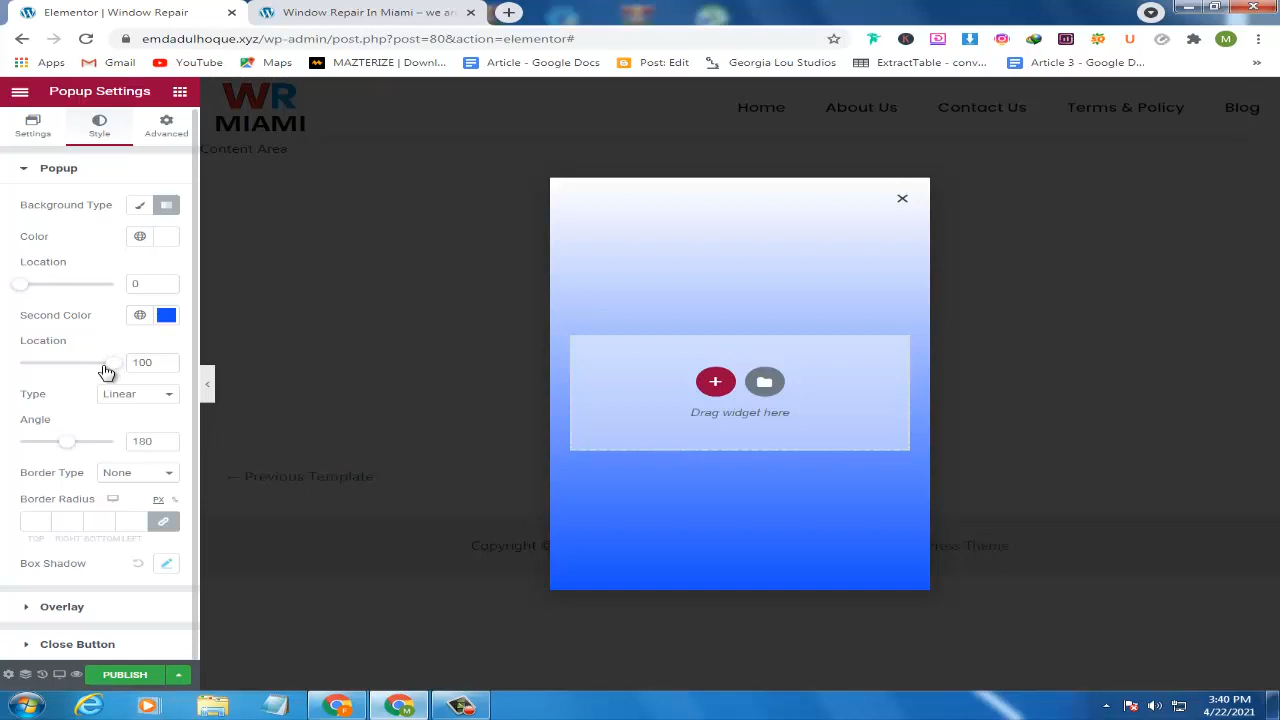 Elementor | Window Repair
Window Repair In Miami – we ar
emdadulhoque.xyz/wp-admin/post.php?post=80&action=elementor#
M
Apps
Gmail
YouTube
Maps
MAZTERIZE | Downl...
Article - Google Docs
Post Edit
Georgia Lou Studios
ExtractTable - conv...
Article 3 - Google D...
»
Popup Settings
Settings
Style
Advanced
WR
MIAMI
Home
About Us
Contact Us
Terms & Policy
Blog
Content Area
Popup
Background Type
Color
Location
0
Second Color
Location
100
Type
Linear
Angle
180
Border Type
None
Border Radius
PX
%
TOP
RIGHT
BOTTOM
LEFT
Box Shadow
Overlay
Close Button
PUBLISH
Drag widget here
← Previous Template
Copyright ©
ress Theme
3:40 PM
4/22/2021